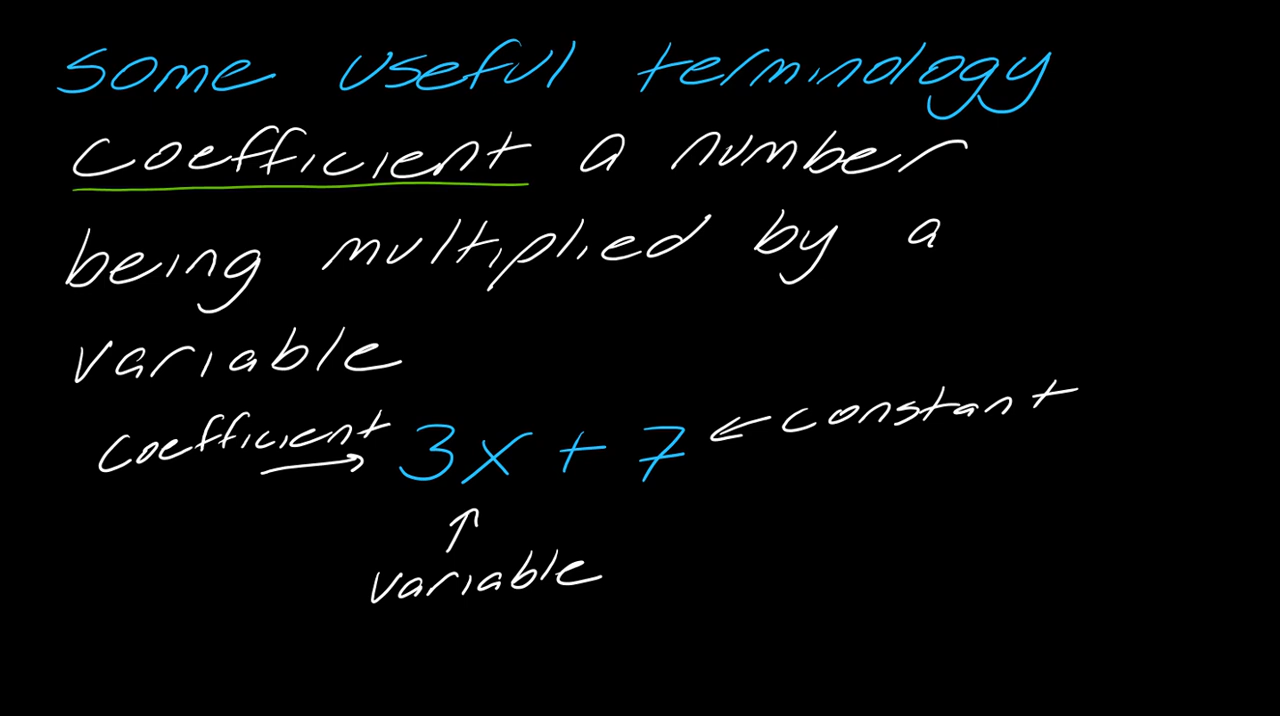 some useful terminology
coefficient a number
being multiplied by a
variable
coefficient → 3x + 7 ← constant
↑
variable